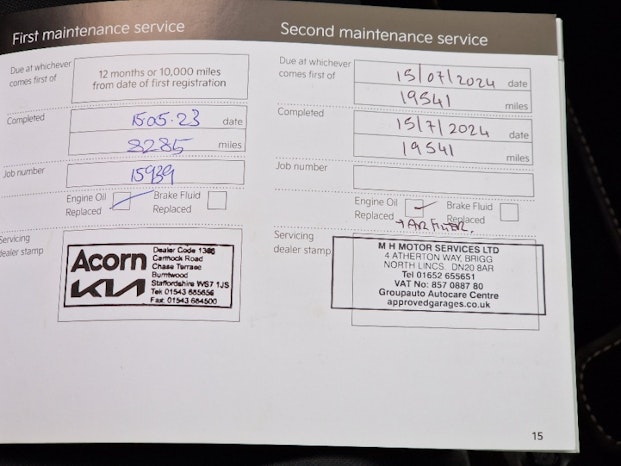 First maintenance service
Due at whichever
comes first of
12 months or 10,000 miles
from date of first registration
Completed
15.05.23 date
8285 miles
Job number
15939
Engine Oil
Replaced
Brake Fluid
Replaced
Servicing
dealer stamp
Acorn
KIA
Dealer Code 1366
Cannock Road
Chase Terrace
Burntwood
Staffordshire WS7 1JS
Tel: 01543 685656
Fax: 01543 684500
Second maintenance service
Due at whichever
comes first of
15/07/2024 date
19541 miles
Completed
15/7/2024 date
19541 miles
Job number
Engine Oil
Replaced
Brake Fluid
Replaced
+ AIR FILTER.
Servicing
dealer stamp
M H MOTOR SERVICES LTD
4 ATHERTON WAY, BRIGG
NORTH LINCS. DN20 8AR
Tel 01652 655651
VAT No: 857 0887 80
Groupauto Autocare Centre
approvedgarages.co.uk
15